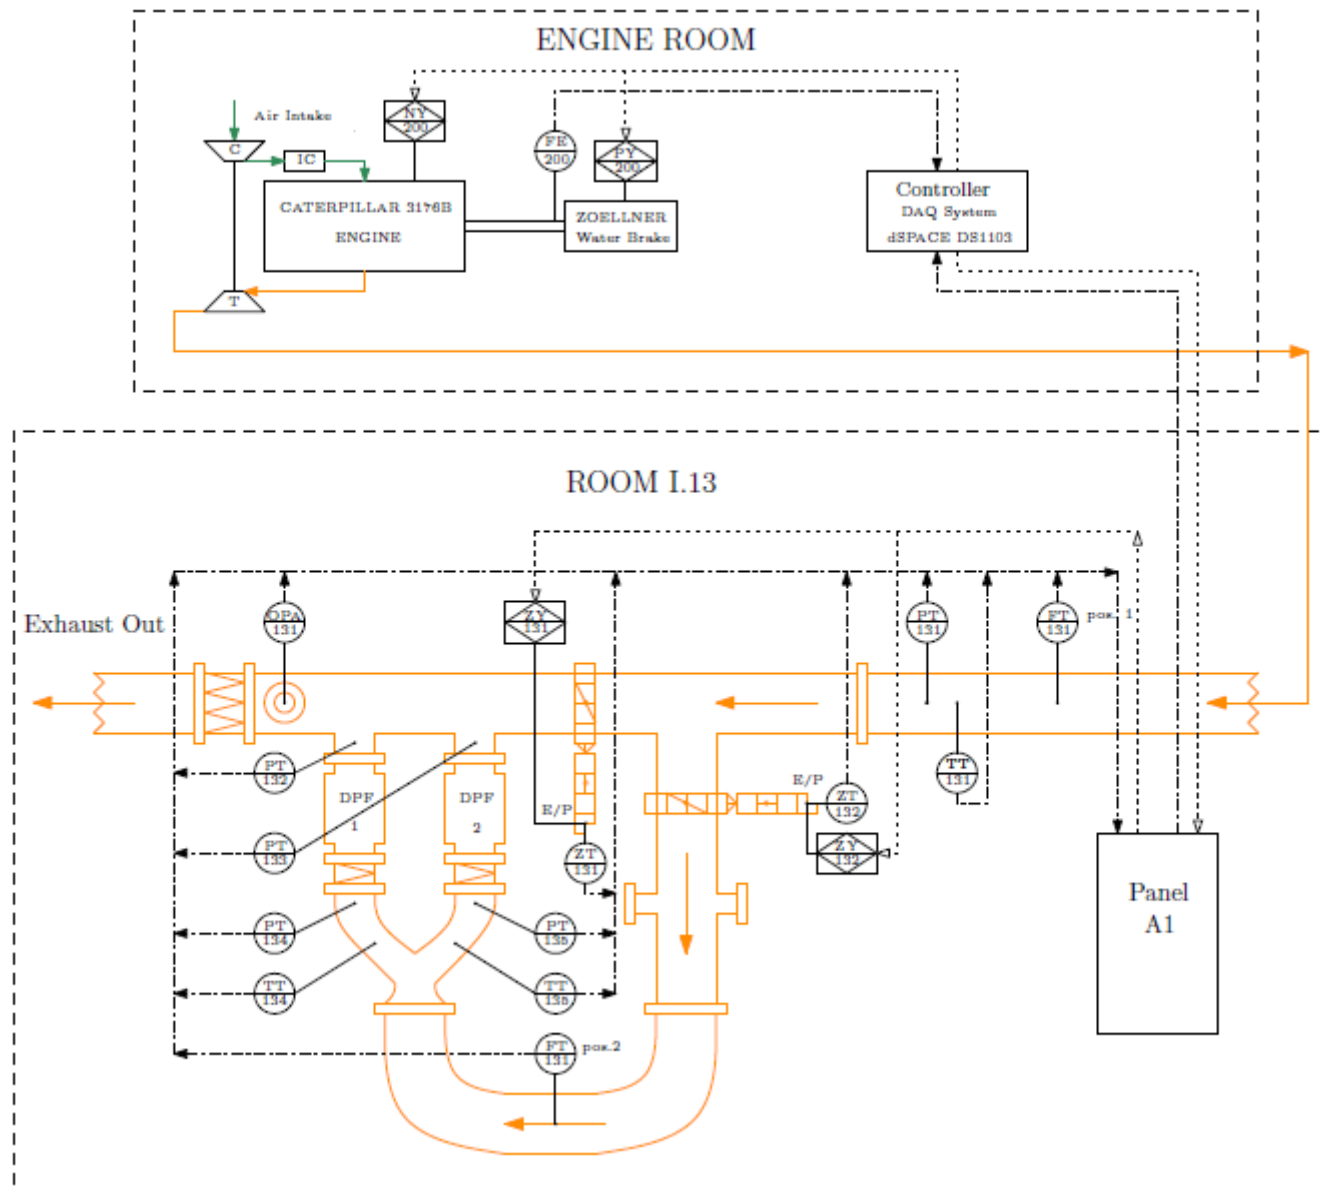 ENGINE ROOM
Air Intake
NY
200
FE
200
PY
200
C
IC
Controller
DAQ System
dSPACE DS1103
CATERPILLAR 3176B
ENGINE
ZOELLNER
Water Brake
T
ROOM I.13
Exhaust Out
OPA
131
ZY
131
PT
131
FT
131
pos. 1
PT
132
DPF
1
DPF
2
E/P
E/P
ZT
132
TT
131
PT
133
ZT
131
ZY
132
Panel
A1
PT
134
PT
135
TT
134
TT
135
FT
131
pos.2